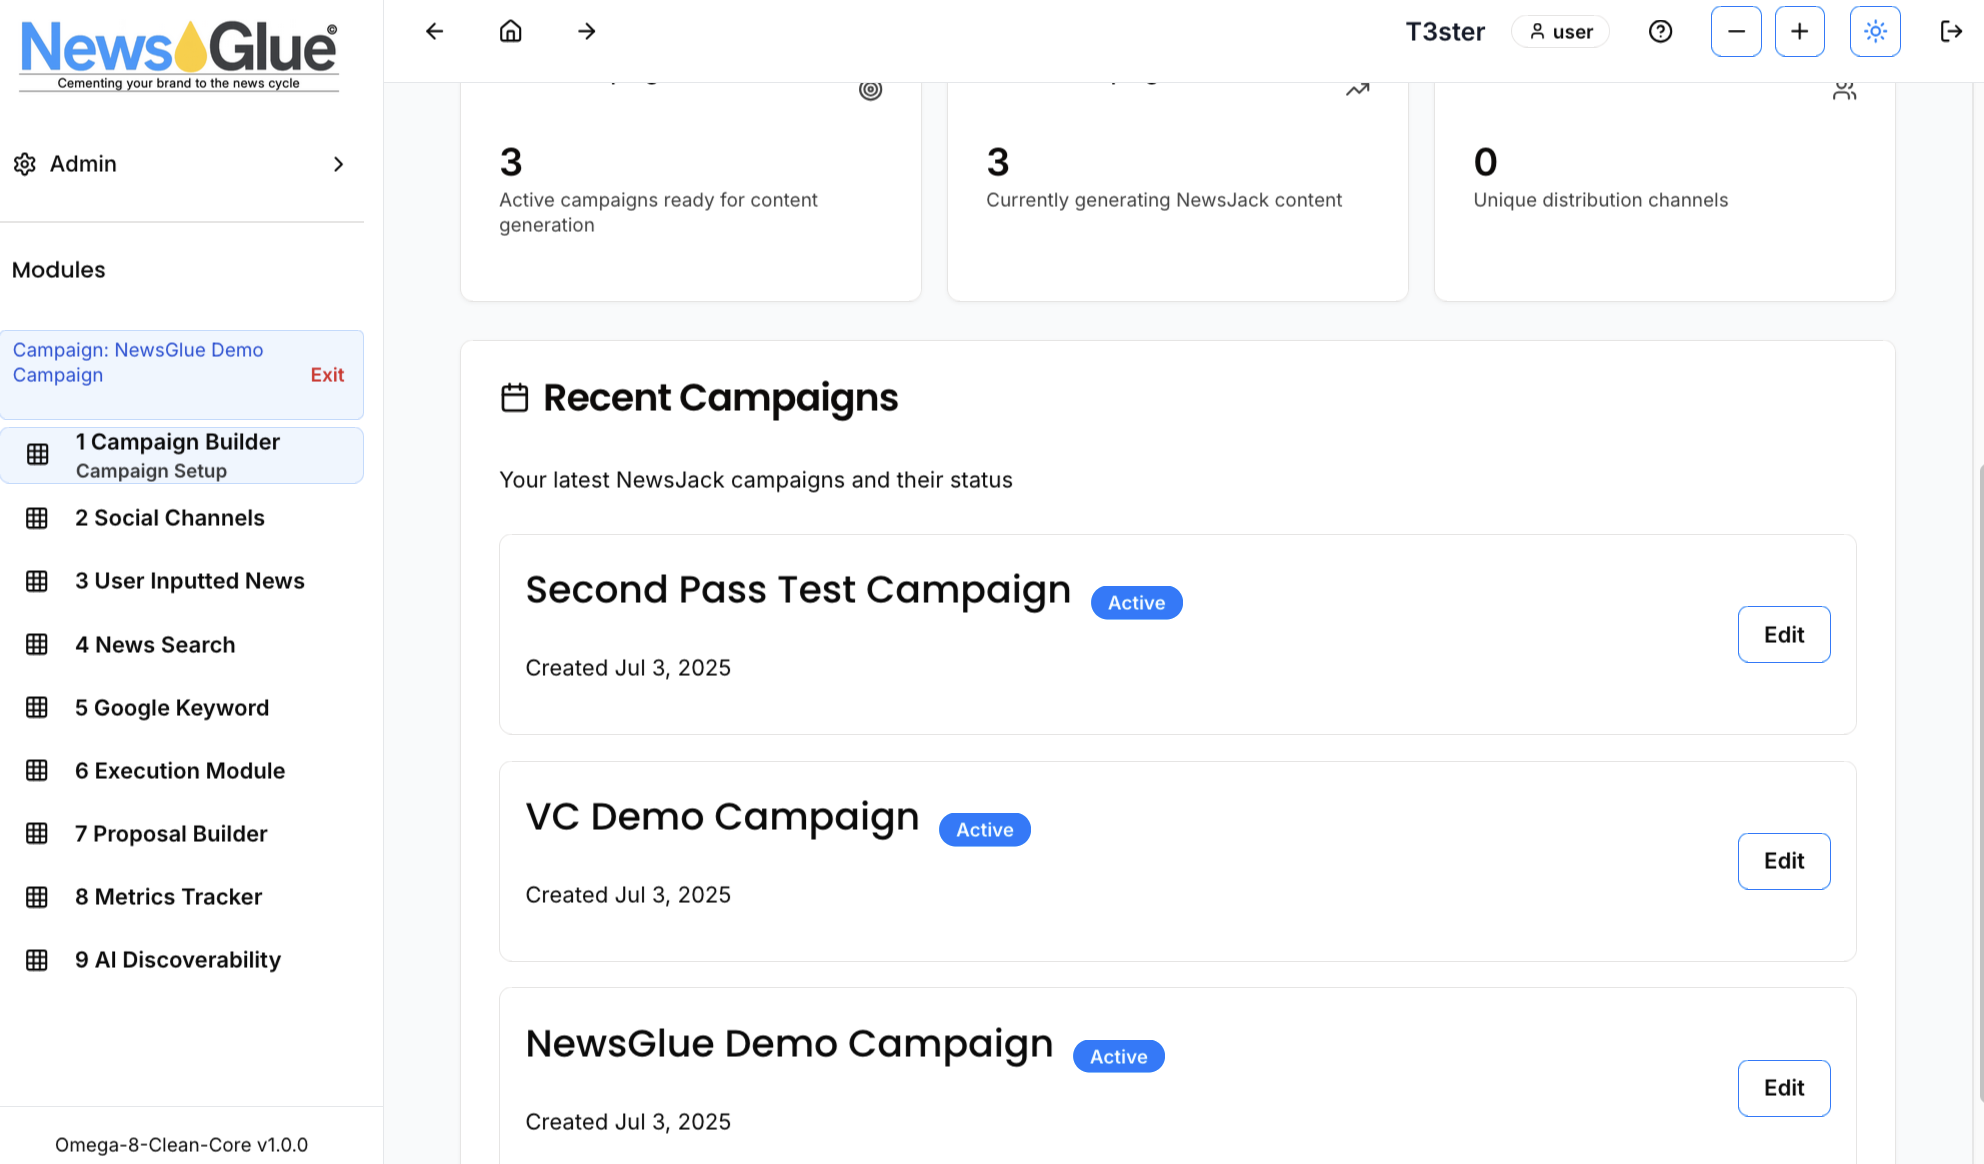 NewsGlue©
Cementing your brand to the news cycle
T3ster
user
Admin
Modules
Campaign: NewsGlue Demo
Campaign
Exit
1 Campaign Builder
Campaign Setup
2 Social Channels
3 User Inputted News
4 News Search
5 Google Keyword
6 Execution Module
7 Proposal Builder
8 Metrics Tracker
9 AI Discoverability
Omega-8-Clean-Core v1.0.0
3
Active campaigns ready for content
generation
3
Currently generating NewsJack content
0
Unique distribution channels
Recent Campaigns
Your latest NewsJack campaigns and their status
Second Pass Test Campaign Active
Created Jul 3, 2025
Edit
VC Demo Campaign Active
Created Jul 3, 2025
Edit
NewsGlue Demo Campaign Active
Created Jul 3, 2025
Edit